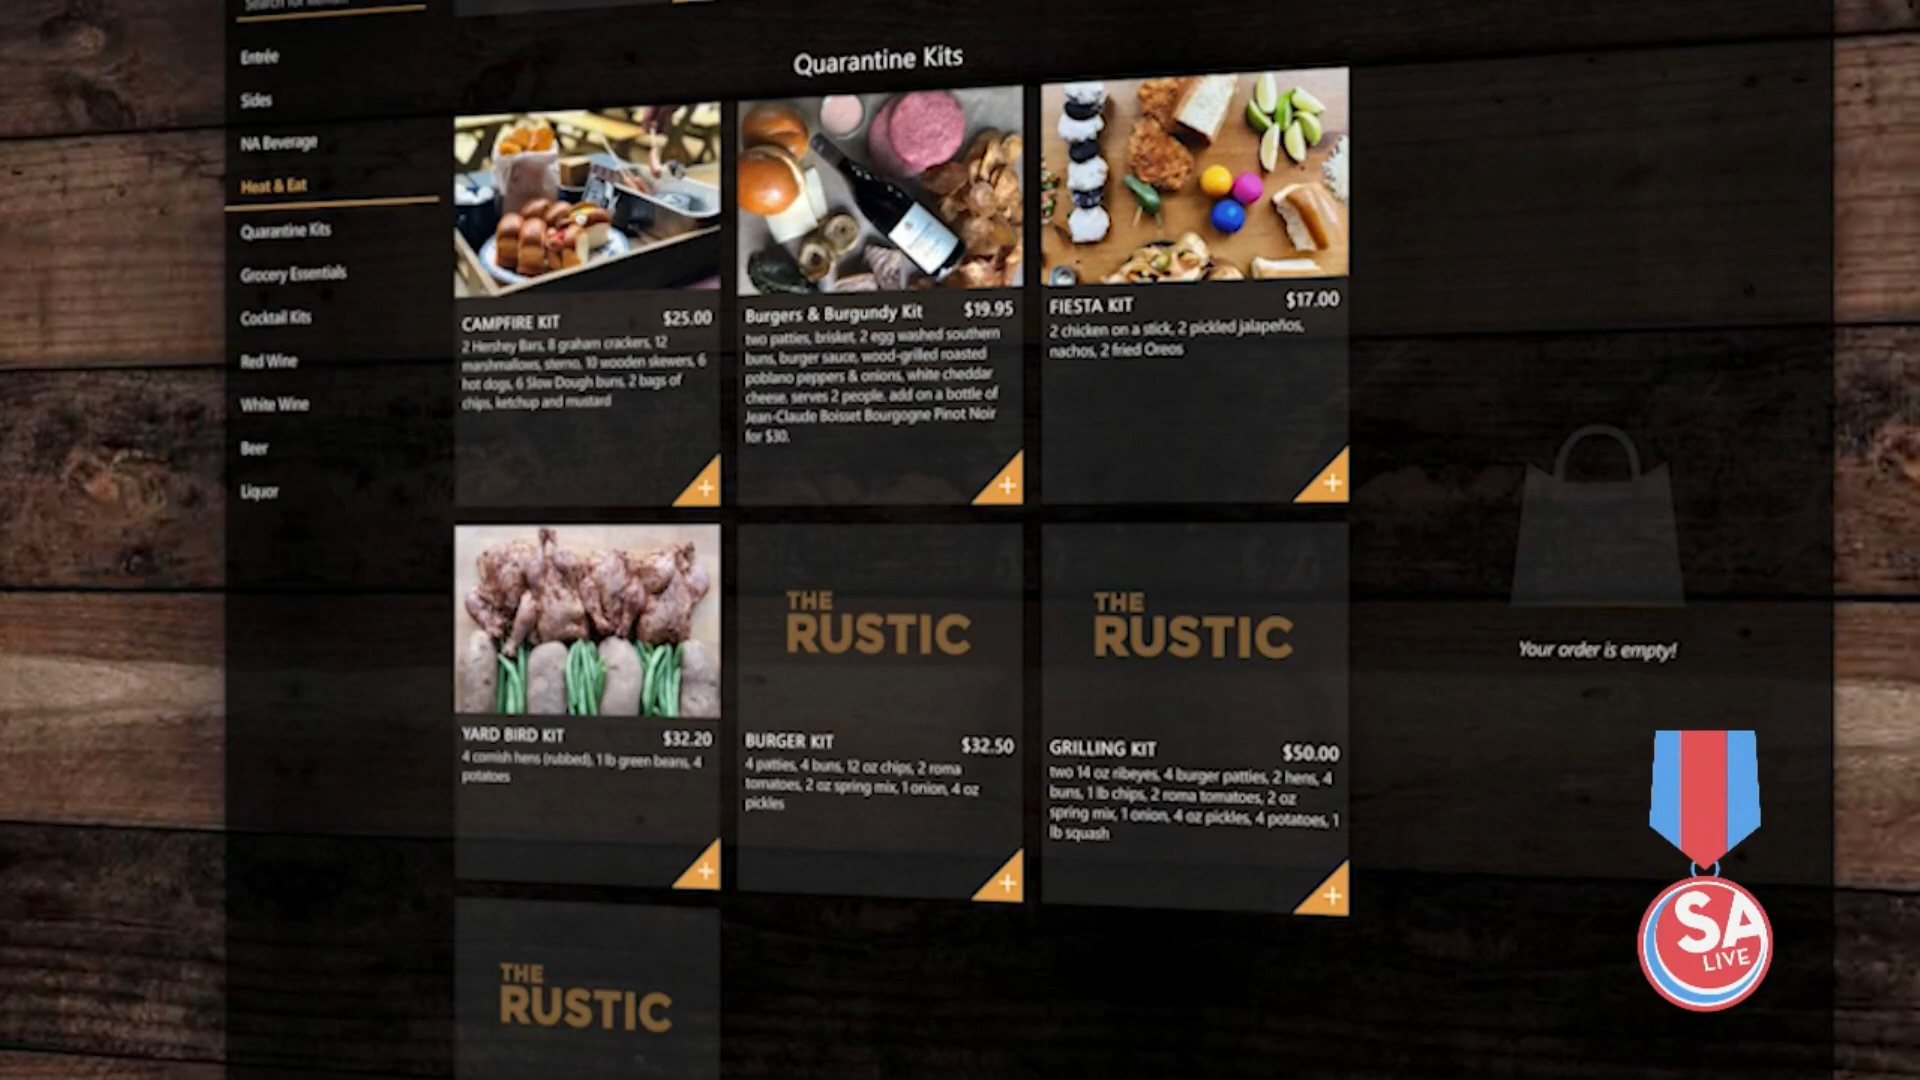 Entrée
Sides
NA Beverage
Heat & Eat
Quarantine Kits
Grocery Essentials
Cocktail Kits
Red Wine
White Wine
Beer
Liquor
Quarantine Kits
CAMPFIRE KIT $25.00
2 Hershey Bars, 8 graham crackers, 12
marshmallows, sterno, 10 wooden skewers, 6
hot dogs, 6 Slow Dough buns, 2 bags of
chips, ketchup and mustard
Burgers & Burgundy Kit $19.95
two patties, brisket, 2 egg washed southern
buns, burger sauce, wood-grilled roasted
poblano peppers & onions, white cheddar
cheese, serves 2 people. add on a bottle of
Jean-Claude Boisset Bourgogne Pinot Noir
for $30.
FIESTA KIT $17.00
2 chicken on a stick, 2 pickled jalapeños,
nachos, 2 fried Oreos
YARD BIRD KIT $32.20
4 cornish hens (rubbed), 1 lb green beans, 4
potatoes
THE
RUSTIC
BURGER KIT $32.50
4 patties, 4 buns, 12 oz chips, 2 roma
tomatoes, 2 oz spring mix, 1 onion, 4 oz
pickles
THE
RUSTIC
GRILLING KIT $50.00
two 14 oz ribeyes, 4 burger patties, 2 hens, 4
buns, 1 lb chips, 2 roma tomatoes, 2 oz
spring mix, 1 onion, 4 oz pickles, 4 potatoes, 1
lb squash
THE
RUSTIC
Your order is empty!
SA
LIVE